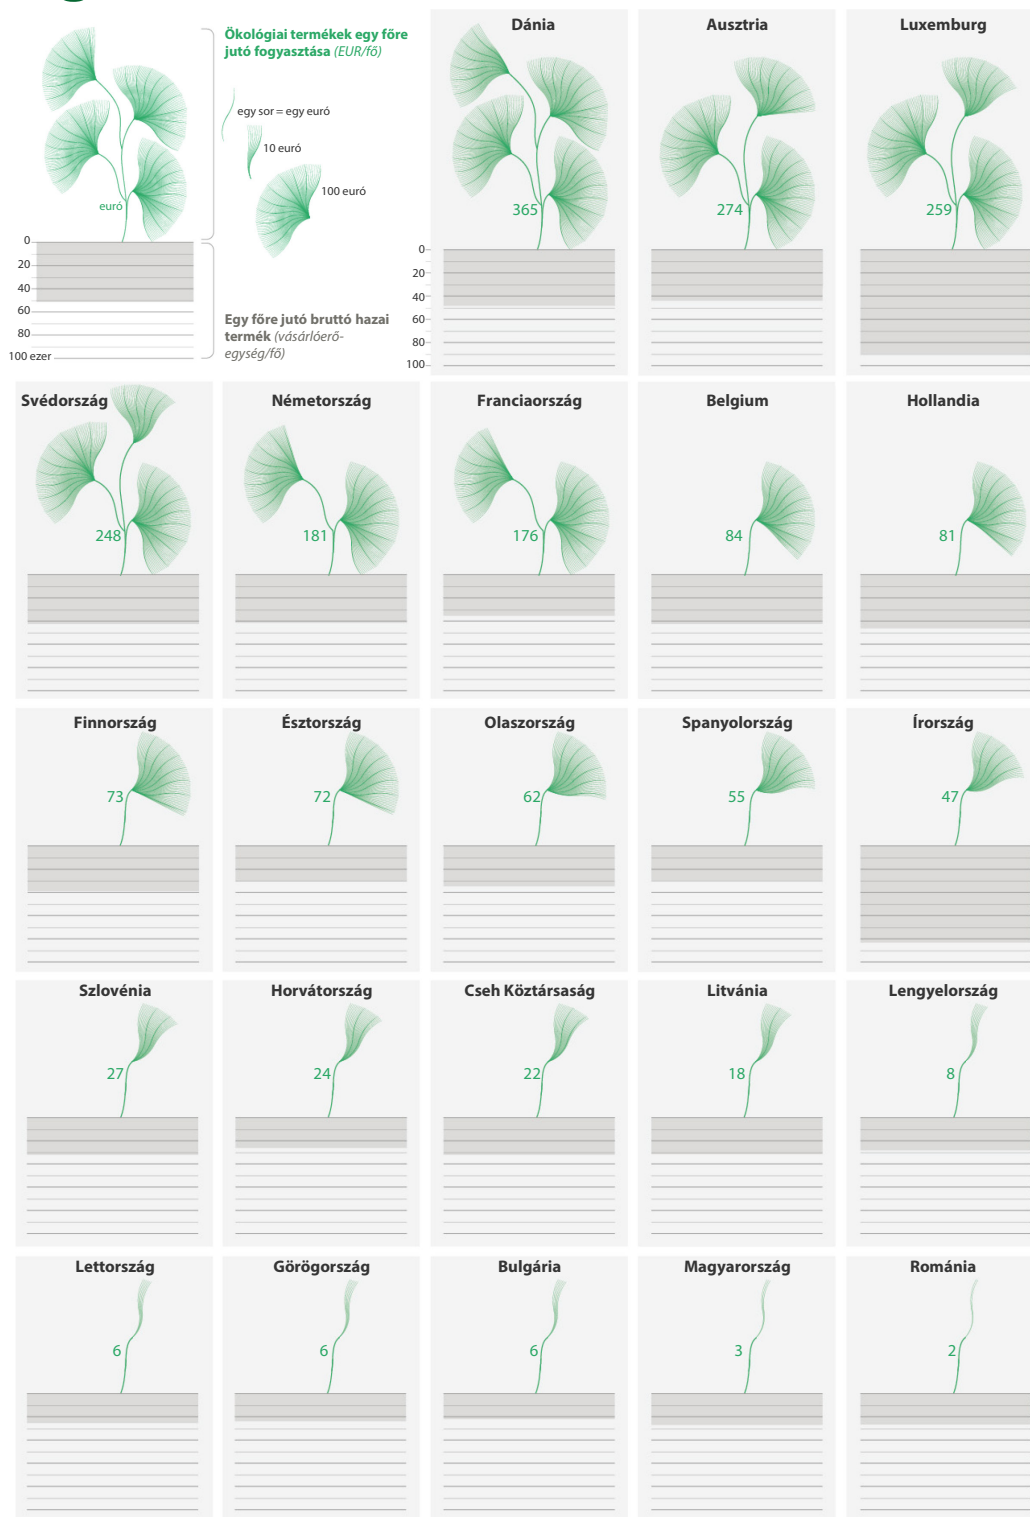 Ökológiai termékek egy főre
jutó fogyasztása (EUR/fő)
egy sor = egy euró
10 euró
100 euró
euró
0
20
40
60
80
100 ezer
Egy főre jutó bruttó hazai
termék (vásárlóerő-
egység/fő)
Dánia
365
0
20
40
60
80
100
Ausztria
274
Luxemburg
259
Svédország
248
Németország
181
Franciaország
176
Belgium
84
Hollandia
81
Finnország
73
Észtország
72
Olaszország
62
Spanyolország
55
Írország
47
Szlovénia
27
Horvátország
24
Cseh Köztársaság
22
Litvánia
18
Lengyelország
8
Lettország
6
Görögország
6
Bulgária
6
Magyarország
3
Románia
2